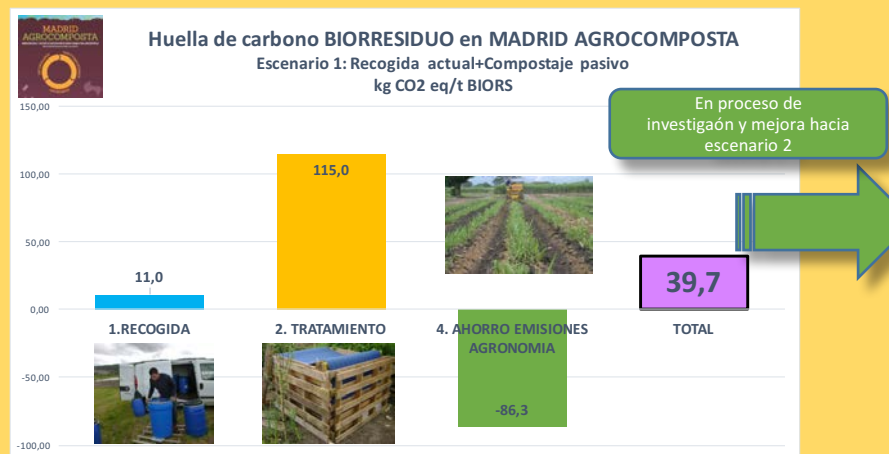 MADRID
AGROCOMPOSTA
Huella de carbono BIORRESIDUO en MADRID AGROCOMPOSTA
Escenario 1: Recogida actual+Compostaje pasivo
kg CO2 eq/t BIORS
En proceso de
investigaón y mejora hacia
escenario 2
150,00
100,00
50,00
0,00
-50,00
-100,00
11,0
115,0
-86,3
39,7
1.RECOGIDA
2. TRATAMIENTO
4. AHORRO EMISIONES
AGRONOMIA
TOTAL